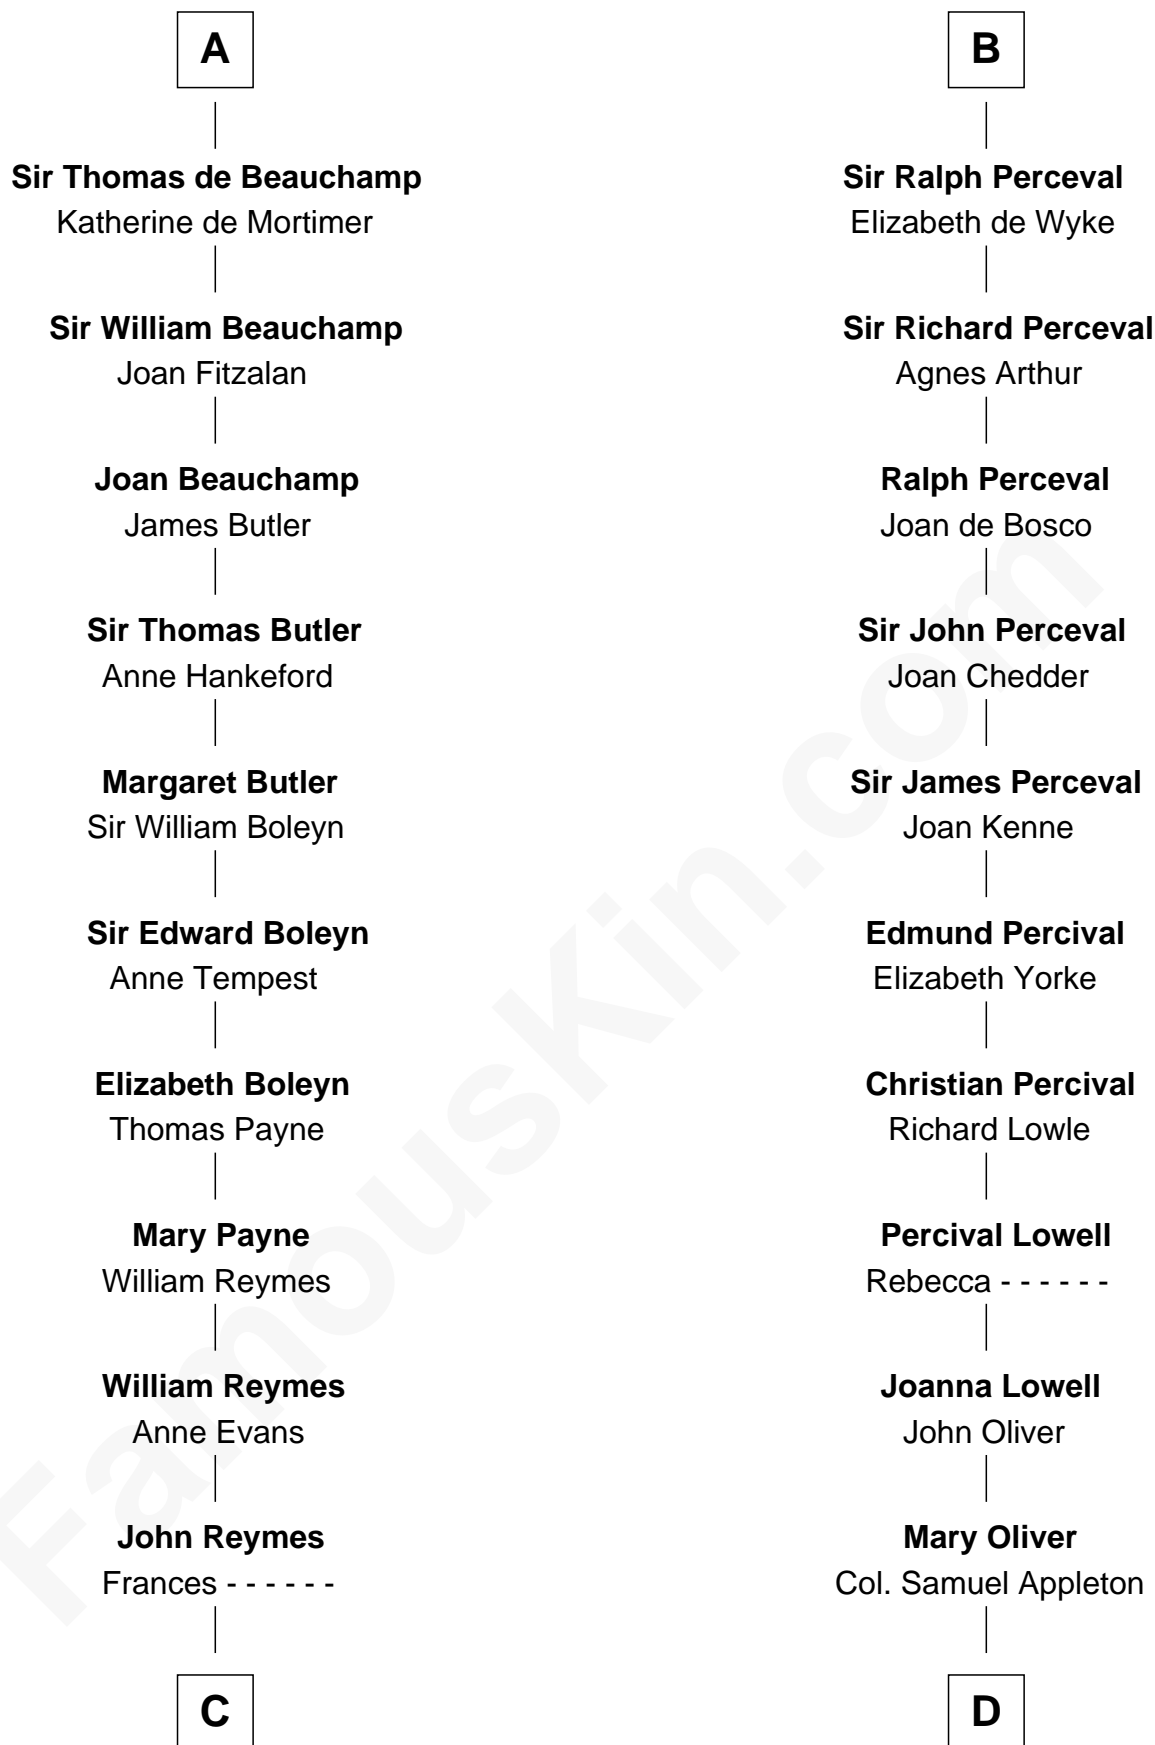 A
Sir Thomas de Beauchamp
Katherine de Mortimer
Sir William Beauchamp
Joan Fitzalan
Joan Beauchamp
James Butler
Sir Thomas Butler
Anne Hankeford
Margaret Butler
Sir William Boleyn
Sir Edward Boleyn
Anne Tempest
Elizabeth Boleyn
Thomas Payne
Mary Payne
William Reymes
William Reymes
Anne Evans
John Reymes
Frances - - - - - -
C
B
Sir Ralph Perceval
Elizabeth de Wyke
Sir Richard Perceval
Agnes Arthur
Ralph Perceval
Joan de Bosco
Sir John Perceval
Joan Chedder
Sir James Perceval
Joan Kenne
Edmund Percival
Elizabeth Yorke
Christian Percival
Richard Lowle
Percival Lowell
Rebecca - - - - - -
Joanna Lowell
John Oliver
Mary Oliver
Col. Samuel Appleton
D
FamousKin.com